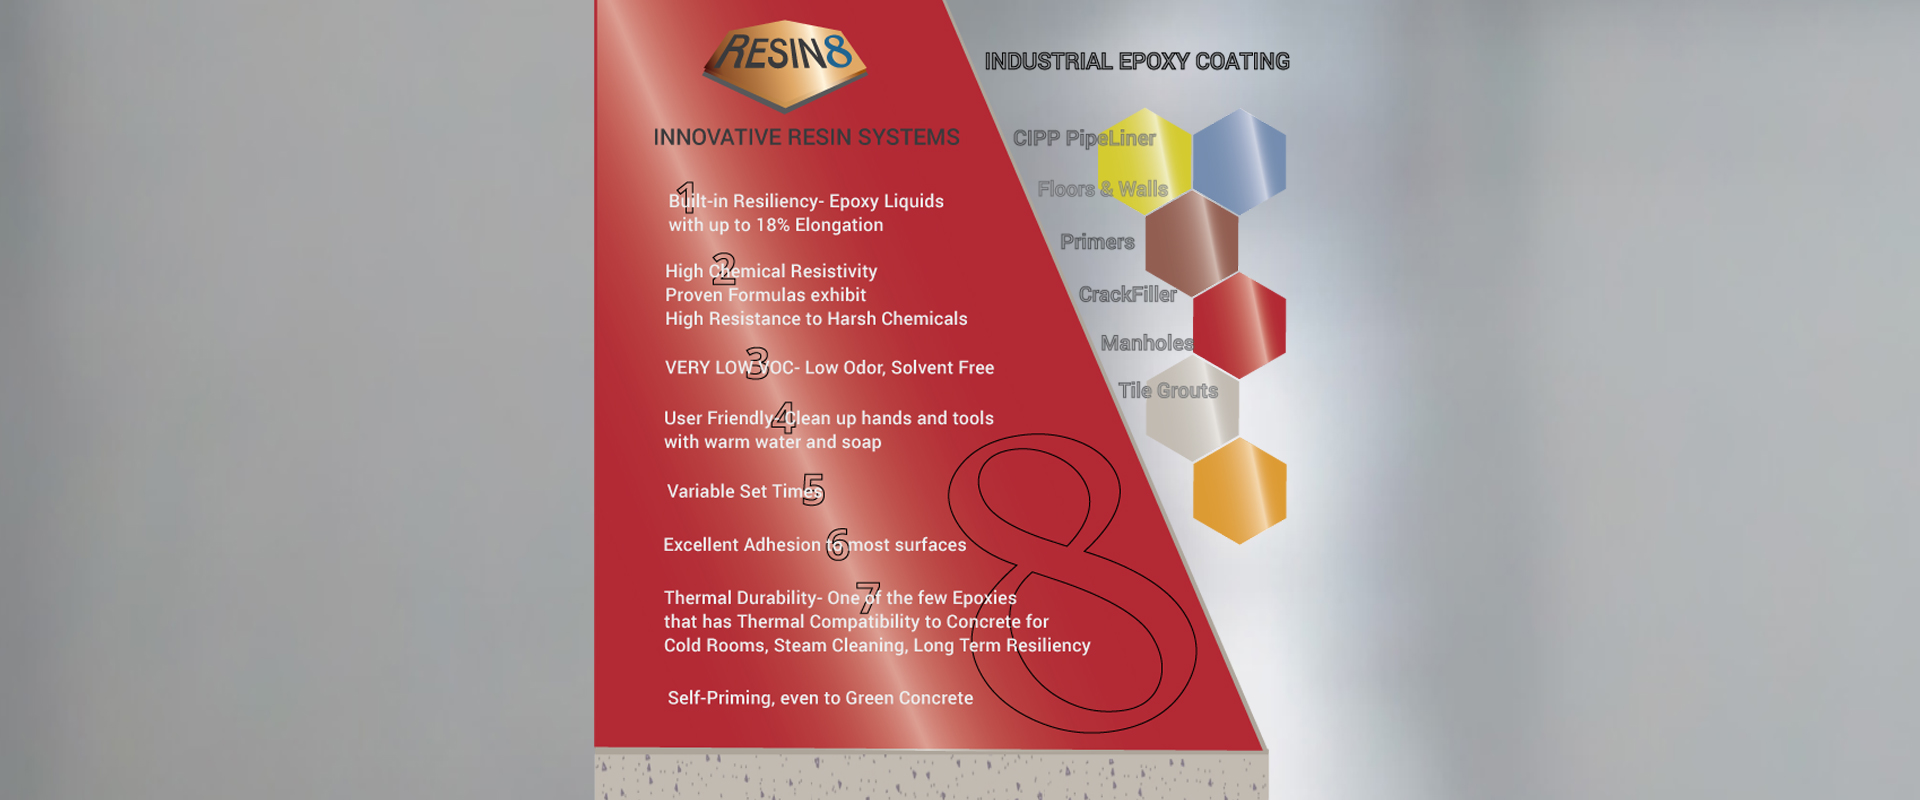 RESIN8
INNOVATIVE RESIN SYSTEMS
1
Built-in Resiliency- Epoxy Liquids
with up to 18% Elongation
2
High Chemical Resistivity
Proven Formulas exhibit
High Resistance to Harsh Chemicals
3
VERY LOW VOC- Low Odor, Solvent Free
4
User Friendly- Clean up hands and tools
with warm water and soap
5
Variable Set Times
6
Excellent Adhesion to most surfaces
7
Thermal Durability- One of the few Epoxies
that has Thermal Compatibility to Concrete for
Cold Rooms, Steam Cleaning, Long Term Resiliency
8
Self-Priming, even to Green Concrete
INDUSTRIAL EPOXY COATING
CIPP PipeLiner
Floors & Walls
Primers
CrackFiller
Manholes
Tile Grouts